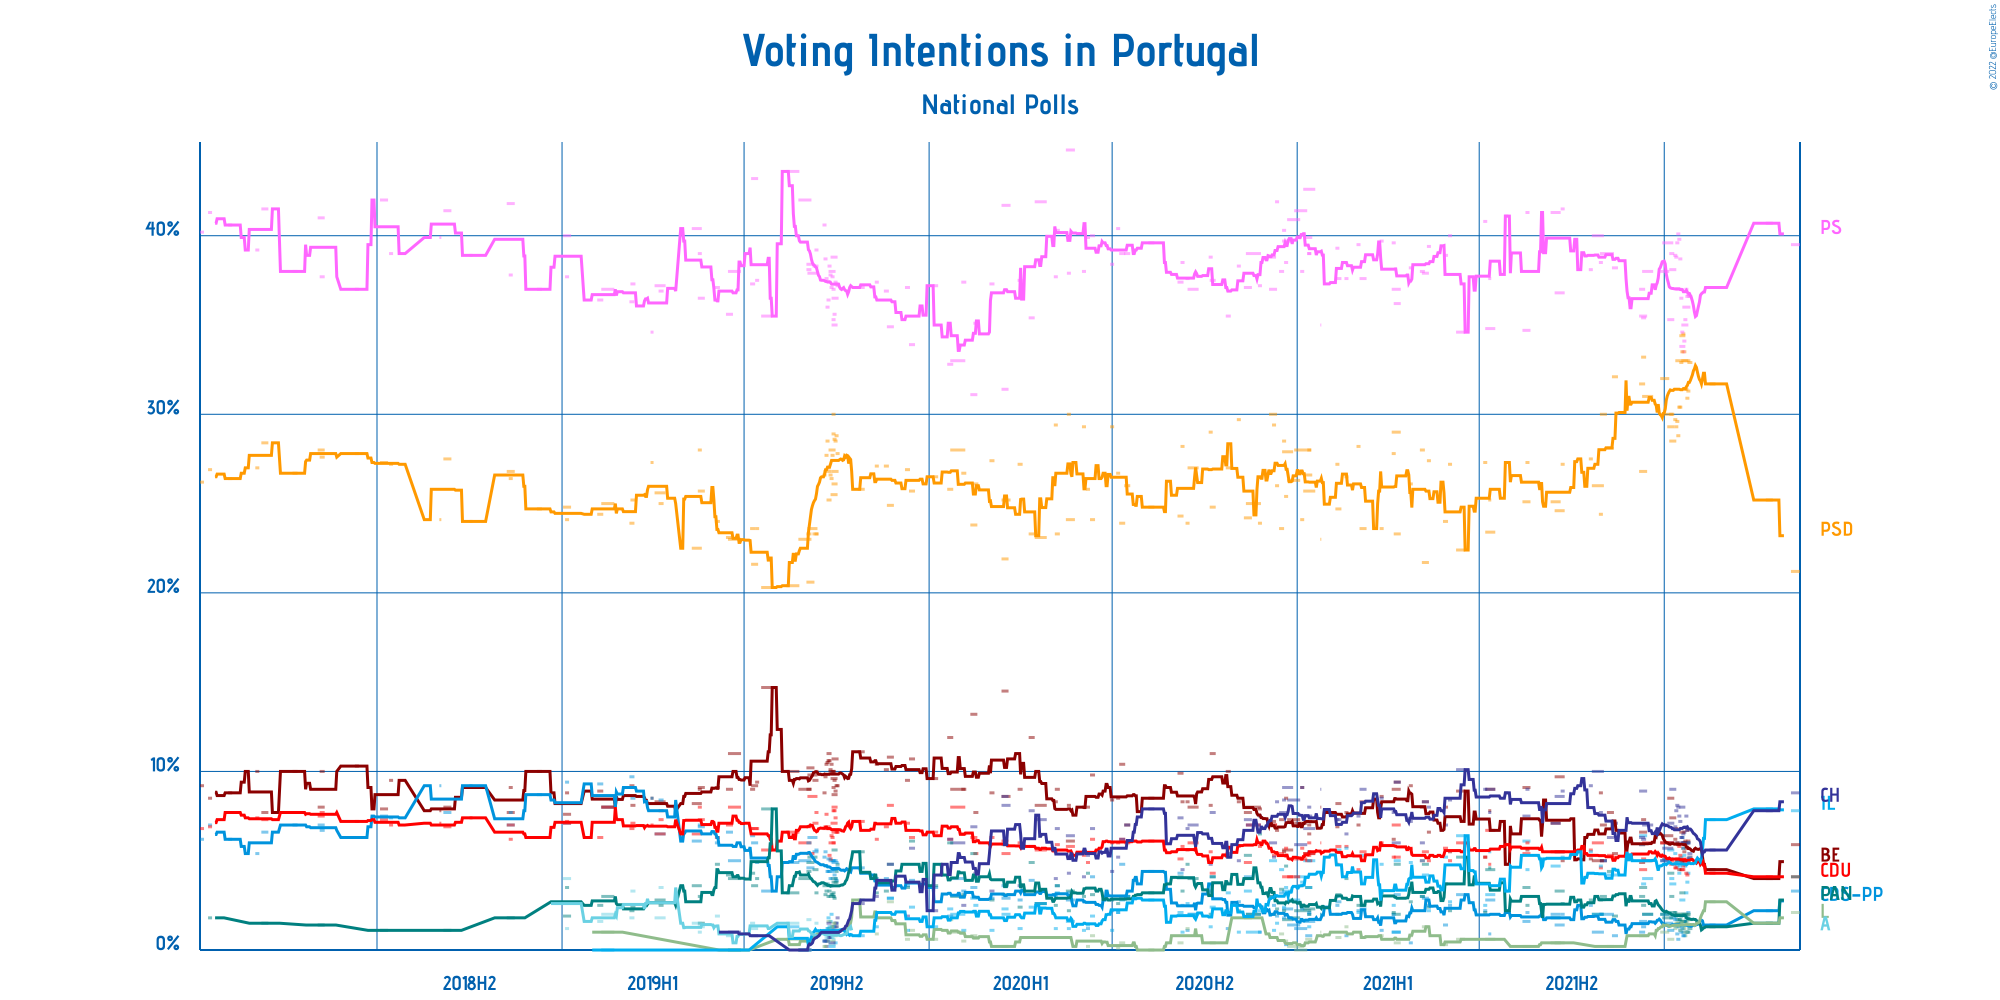 Voting Intentions in Portugal
National Polls
© 2022 @EuropeElects
40%
30%
20%
10%
0%
PS
PSD
CH
IL
BE
CDU
PAN
CDS-PP
L
A
2018H2
2019H1
2019H2
2020H1
2020H2
2021H1
2021H2